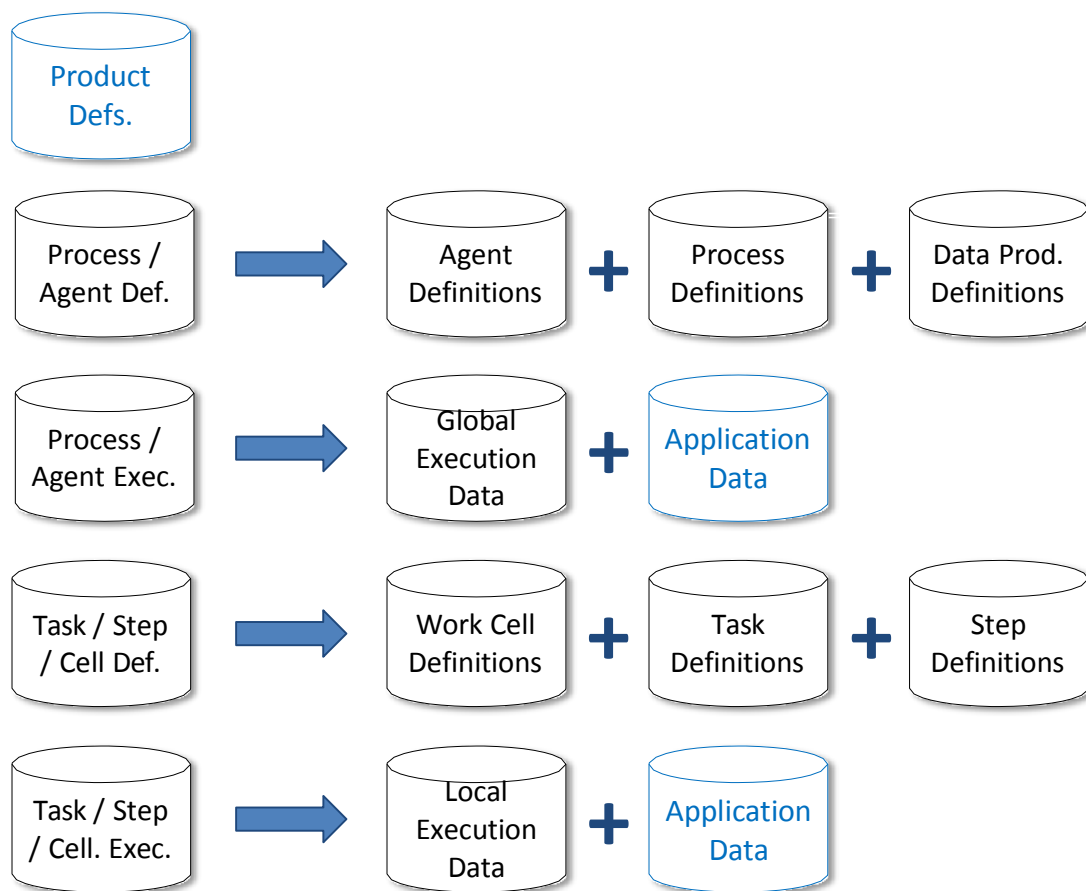 Product
Defs.
Process /
Agent Def.
Agent
Definitions
+
Process
Definitions
+
Data Prod.
Definitions
Process /
Agent Exec.
Global
Execution
Data
+
Application
Data
Task / Step
/ Cell Def.
Work Cell
Definitions
+
Task
Definitions
+
Step
Definitions
Task / Step
/ Cell. Exec.
Local
Execution
Data
+
Application
Data